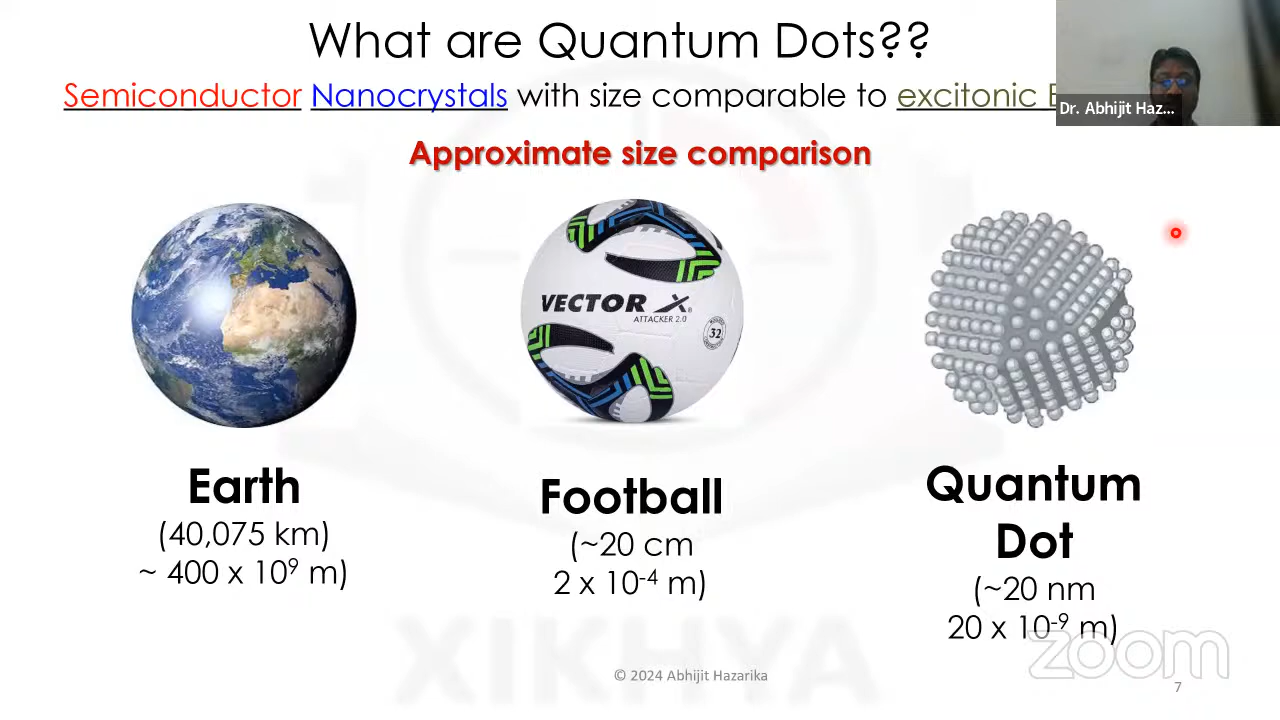 What are Quantum Dots??
Semiconductor Nanocrystals with size comparable to excitonic
Dr. Abhijit Haz...
Approximate size comparison
VECTOR X
ATTACKER 2.0
32
Earth
(40,075 km)
~ 400 x 10⁹ m)
Football
(~20 cm
2 x 10⁻⁴ m)
Quantum
Dot
(~20 nm
20 x 10⁻⁹ m)
XIKHYA
zoom
© 2024 Abhijit Hazarika
7